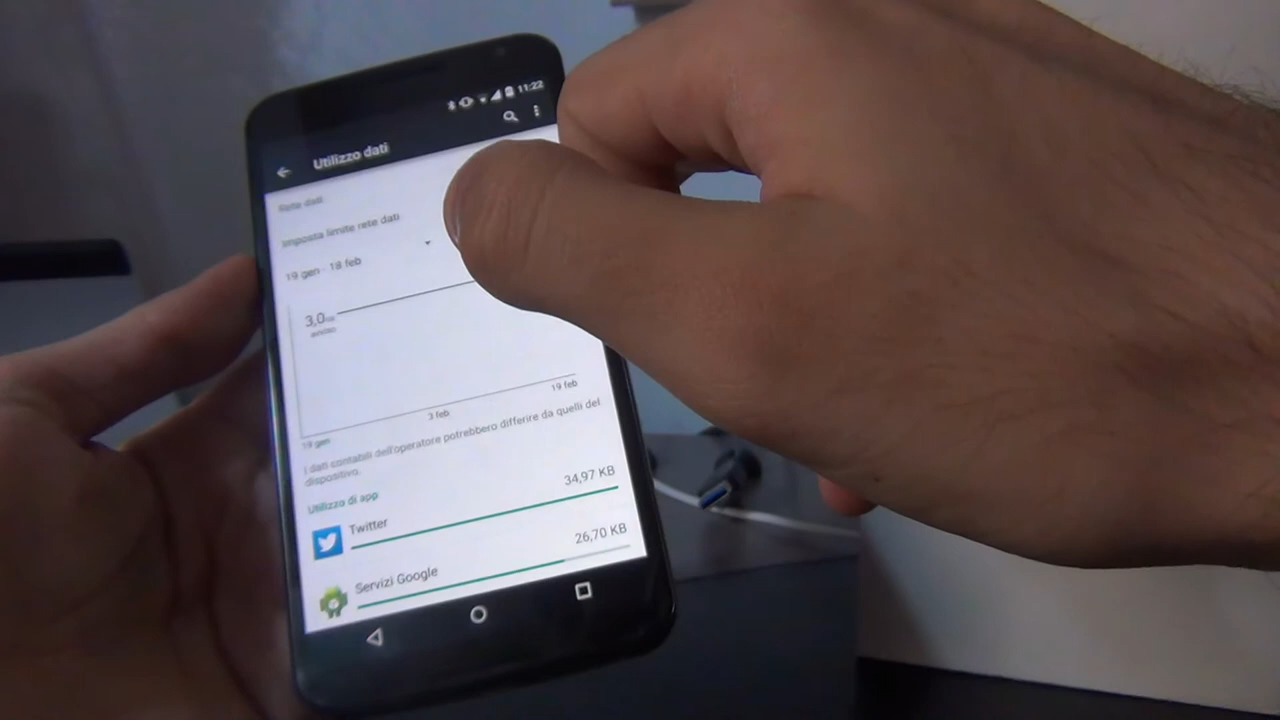 11:22
Utilizzo dati
Rete dati
Imposta limite rete dati
19 gen - 18 feb
3,0
avviso
19 gen 3 feb 19 feb
I dati contabili dell'operatore potrebbero differire da quelli del
dispositivo.
Utilizzo di app
Twitter 34,97 KB
Servizi Google 26,70 KB